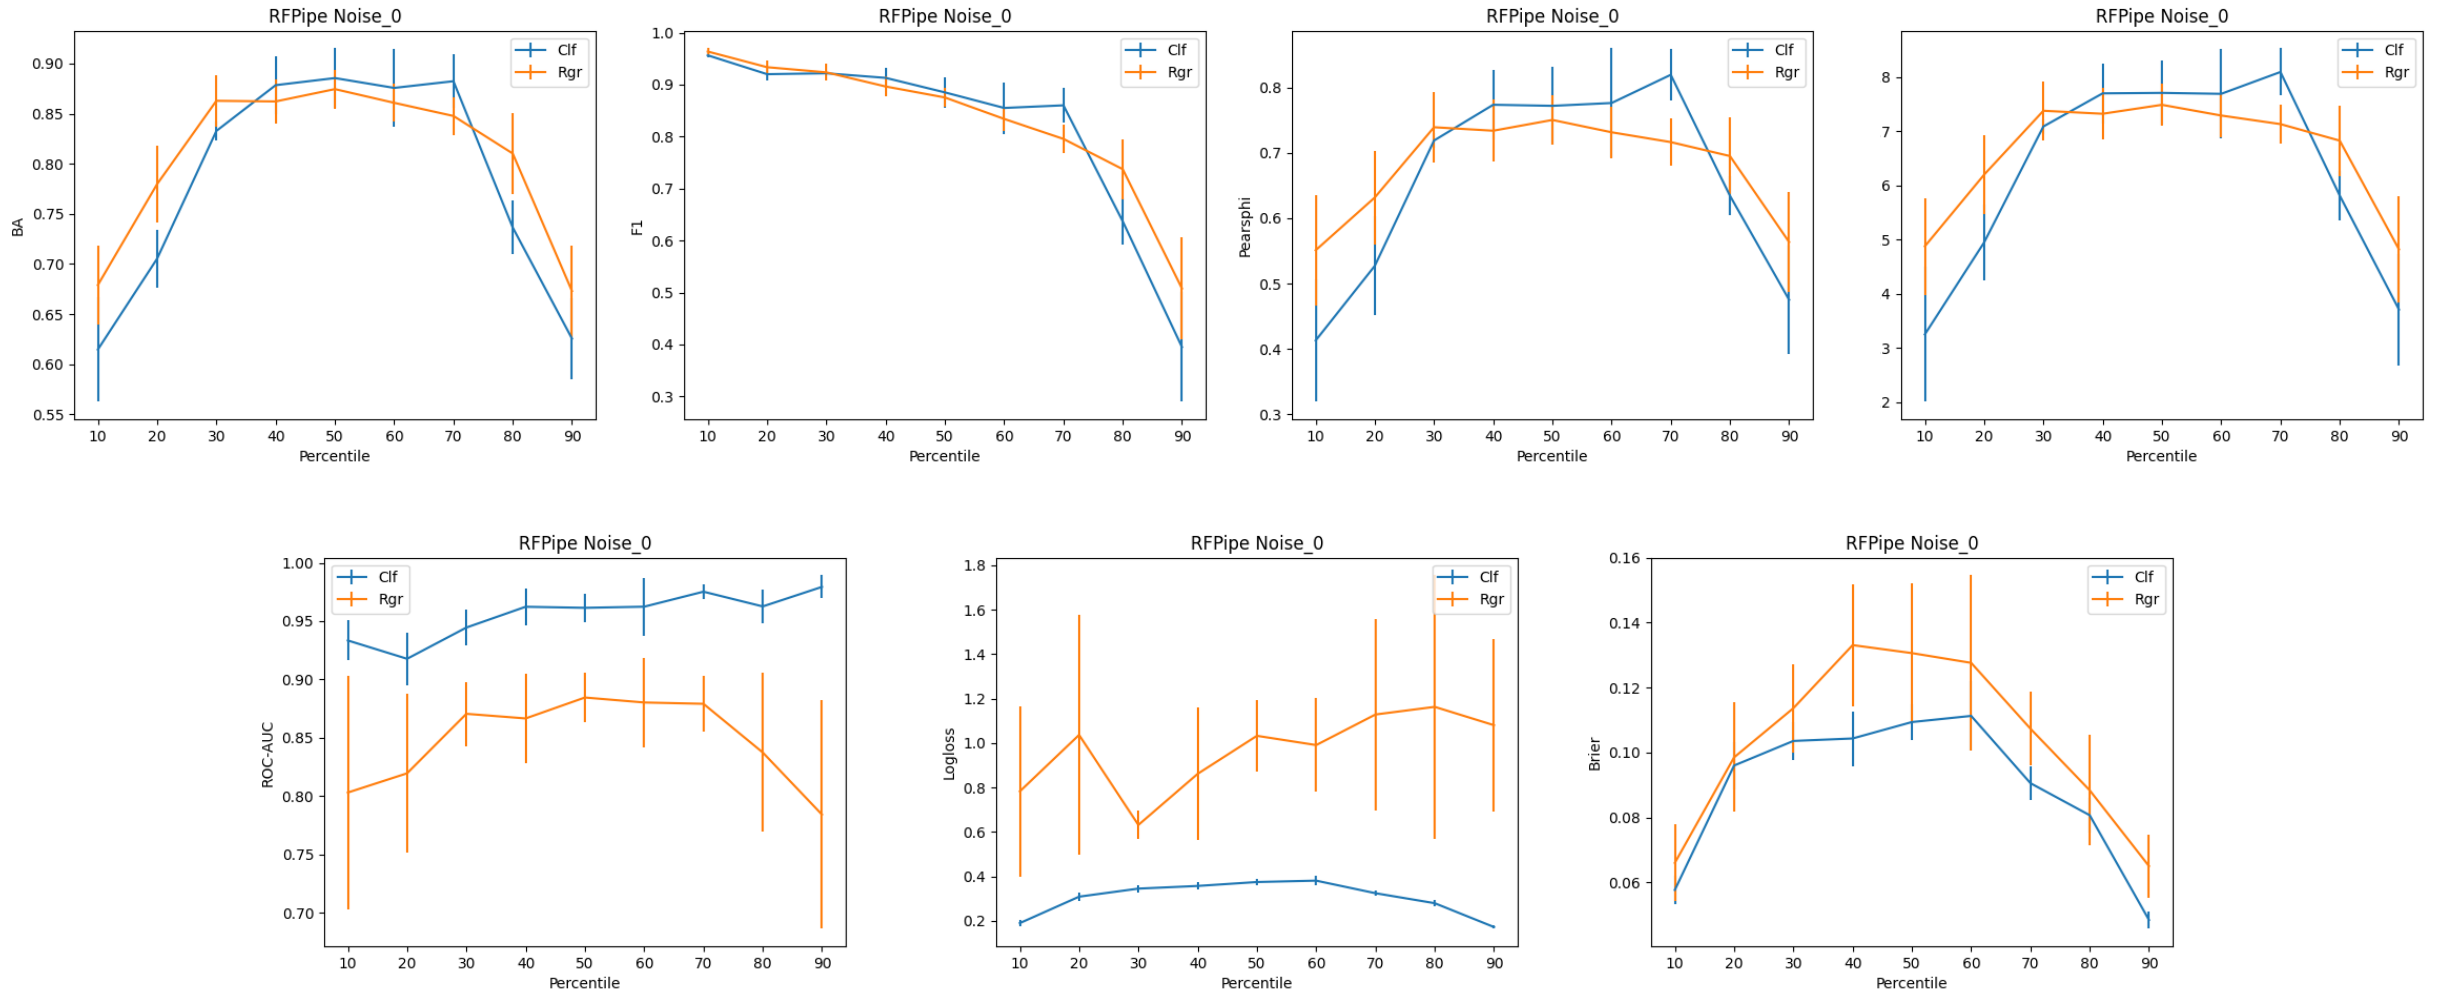 RFPipe Noise_0
BA
0.90
0.85
0.80
0.75
0.70
0.65
0.60
0.55
10 20 30 40 50 60 70 80 90
Percentile
Clf
Rgr
RFPipe Noise_0
F1
1.0
0.9
0.8
0.7
0.6
0.5
0.4
0.3
10 20 30 40 50 60 70 80 90
Percentile
Clf
Rgr
RFPipe Noise_0
Pearsphi
0.8
0.7
0.6
0.5
0.4
0.3
10 20 30 40 50 60 70 80 90
Percentile
Clf
Rgr
RFPipe Noise_0
8
7
6
5
4
3
2
10 20 30 40 50 60 70 80 90
Percentile
Clf
Rgr
RFPipe Noise_0
ROC-AUC
1.00
0.95
0.90
0.85
0.80
0.75
0.70
10 20 30 40 50 60 70 80 90
Percentile
Clf
Rgr
RFPipe Noise_0
Logloss
1.8
1.6
1.4
1.2
1.0
0.8
0.6
0.4
0.2
10 20 30 40 50 60 70 80 90
Percentile
Clf
Rgr
RFPipe Noise_0
Brier
0.16
0.14
0.12
0.10
0.08
0.06
10 20 30 40 50 60 70 80 90
Percentile
Clf
Rgr